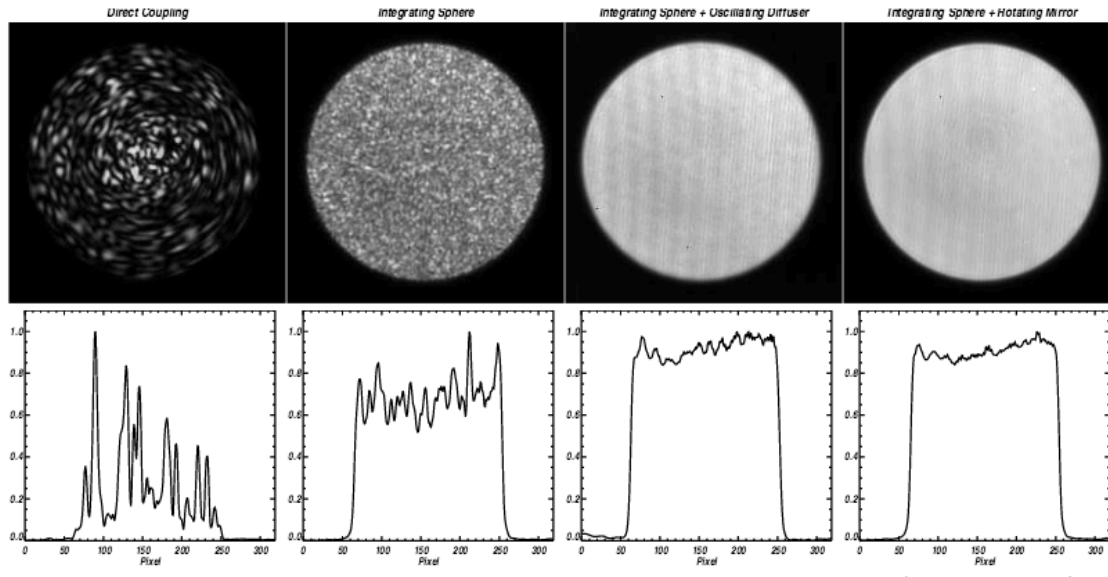 Direct Coupling
Integrating Sphere
Integrating Sphere + Oscillating Diffuser
Integrating Sphere + Rotating Mirror
1.0
0.8
0.6
0.4
0.2
0.0
0 50 100 150 200 250 300
Pixel
1.0
0.8
0.6
0.4
0.2
0.0
0 50 100 150 200 250 300
Pixel
1.0
0.8
0.6
0.4
0.2
0.0
0 50 100 150 200 250 300
Pixel
1.0
0.8
0.6
0.4
0.2
0.0
0 50 100 150 200 250 300
Pixel